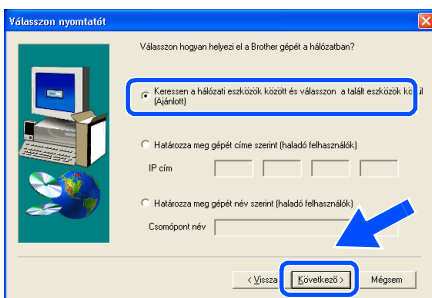 Válasszon nyomtatót
Válasszon hogyan helyezi el a Brother gépét a hálózatban?
Keressen a hálózati eszközök között és válasszon a talált eszközök
(Ajánlott)
Határozza meg gépét címe szerint (haladó felhasználók)
IP cím
Határozza meg gépét név szerint (haladó felhasználók)
Csomópont név
< Vissza
Következő >
Mégsem